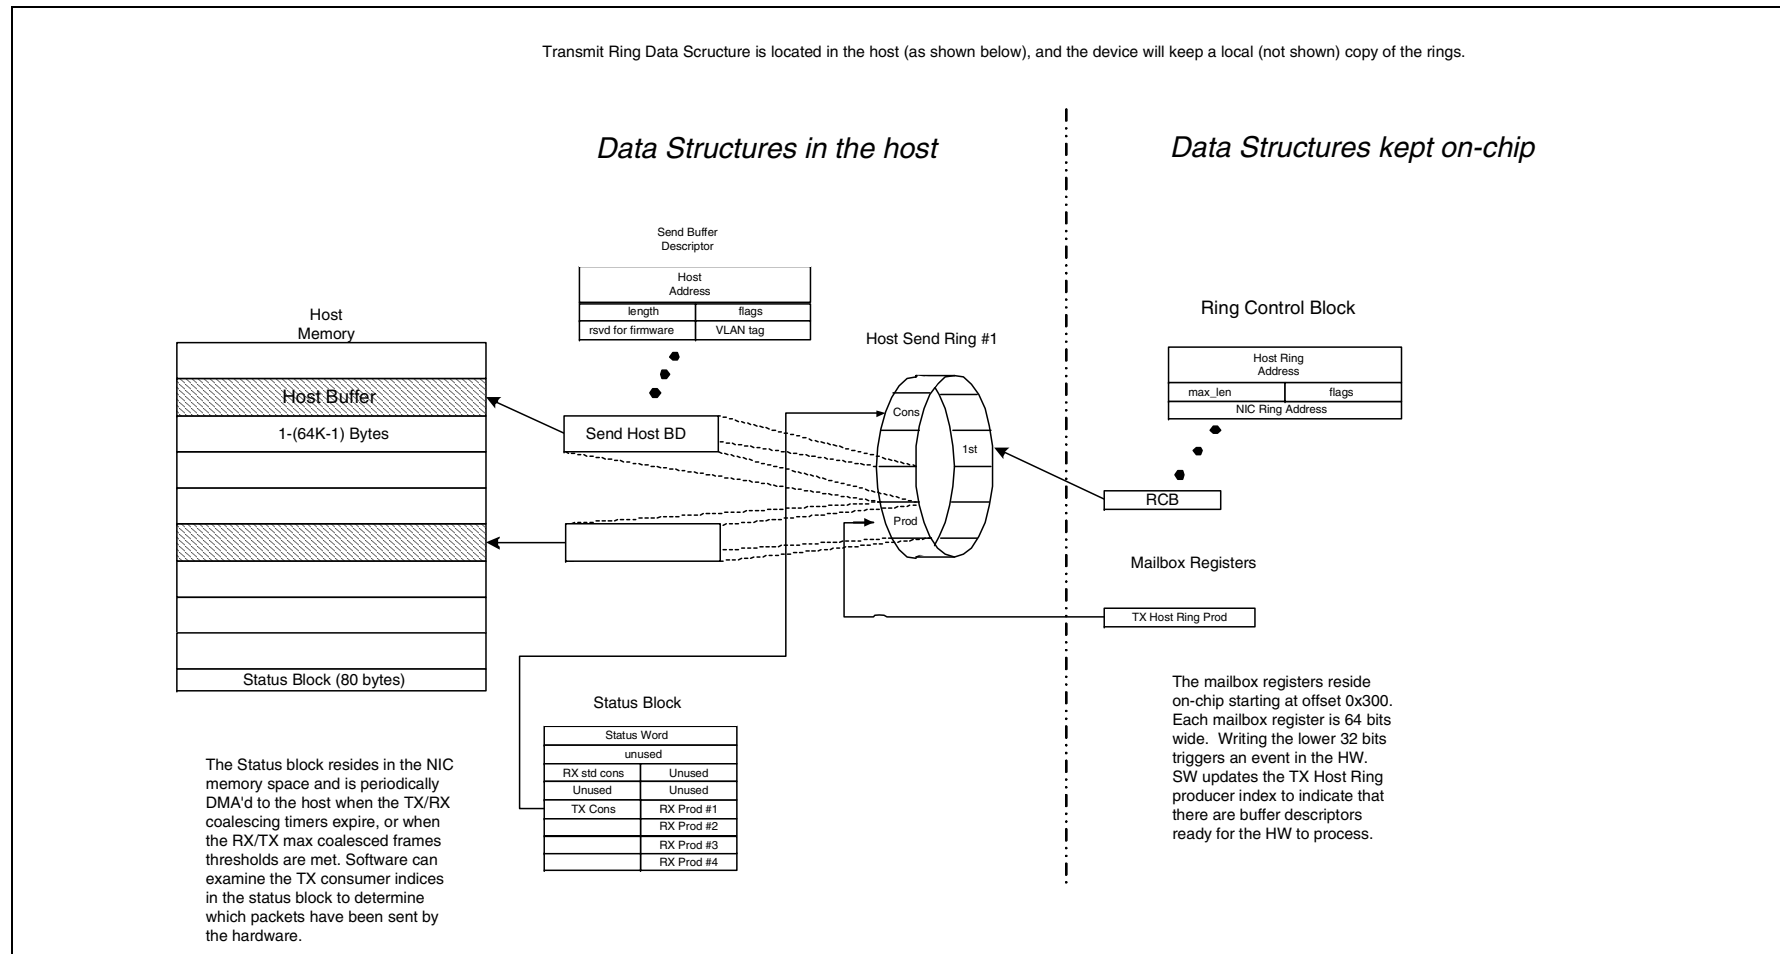 Transmit Ring Data Scructure is located in the host (as shown below), and the device will keep a local (not shown) copy of the rings.
Data Structures in the host
Data Structures kept on-chip
Send Buffer
Descriptor
Host
Address
length
flags
rsvd for firmware
VLAN tag
Host
Memory
Host Buffer
1-(64K-1) Bytes
Status Block (80 bytes)
Send Host BD
Host Send Ring #1
Cons
1st
Prod
Ring Control Block
Host Ring
Address
max_len
flags
NIC Ring Address
RCB
Mailbox Registers
TX Host Ring Prod
Status Block
Status Word
unused
RX std cons
Unused
Unused
Unused
TX Cons
RX Prod #1
RX Prod #2
RX Prod #3
RX Prod #4
The Status block resides in the NIC
memory space and is periodically
DMA'd to the host when the TX/RX
coalescing timers expire, or when
the RX/TX max coalesced frames
thresholds are met. Software can
examine the TX consumer indices
in the status block to determine
which packets have been sent by
the hardware.
The mailbox registers reside
on-chip starting at offset 0x300.
Each mailbox register is 64 bits
wide. Writing the lower 32 bits
triggers an event in the HW.
SW updates the TX Host Ring
producer index to indicate that
there are buffer descriptors
ready for the HW to process.